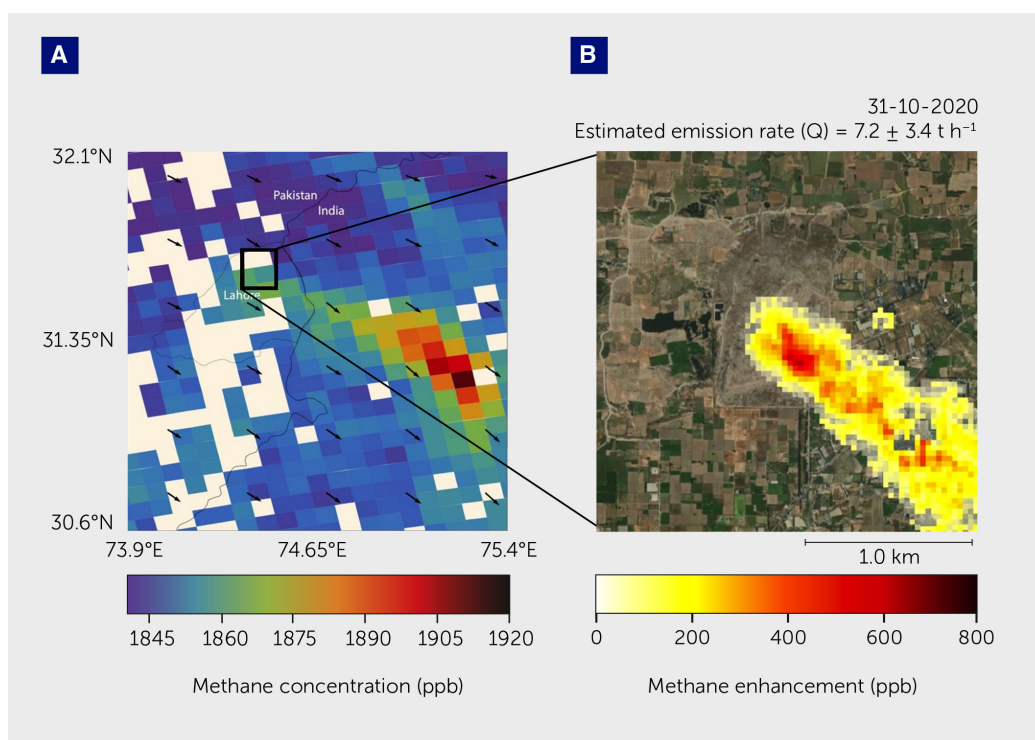 A
B
31-10-2020
Estimated emission rate (Q) = 7.2 ± 3.4 t h⁻¹
32.1°N
31.35°N
30.6°N
Pakistan
India
Lahore
73.9°E 74.65°E 75.4°E
1.0 km
1845 1860 1875 1890 1905 1920
Methane concentration (ppb)
0 200 400 600 800
Methane enhancement (ppb)